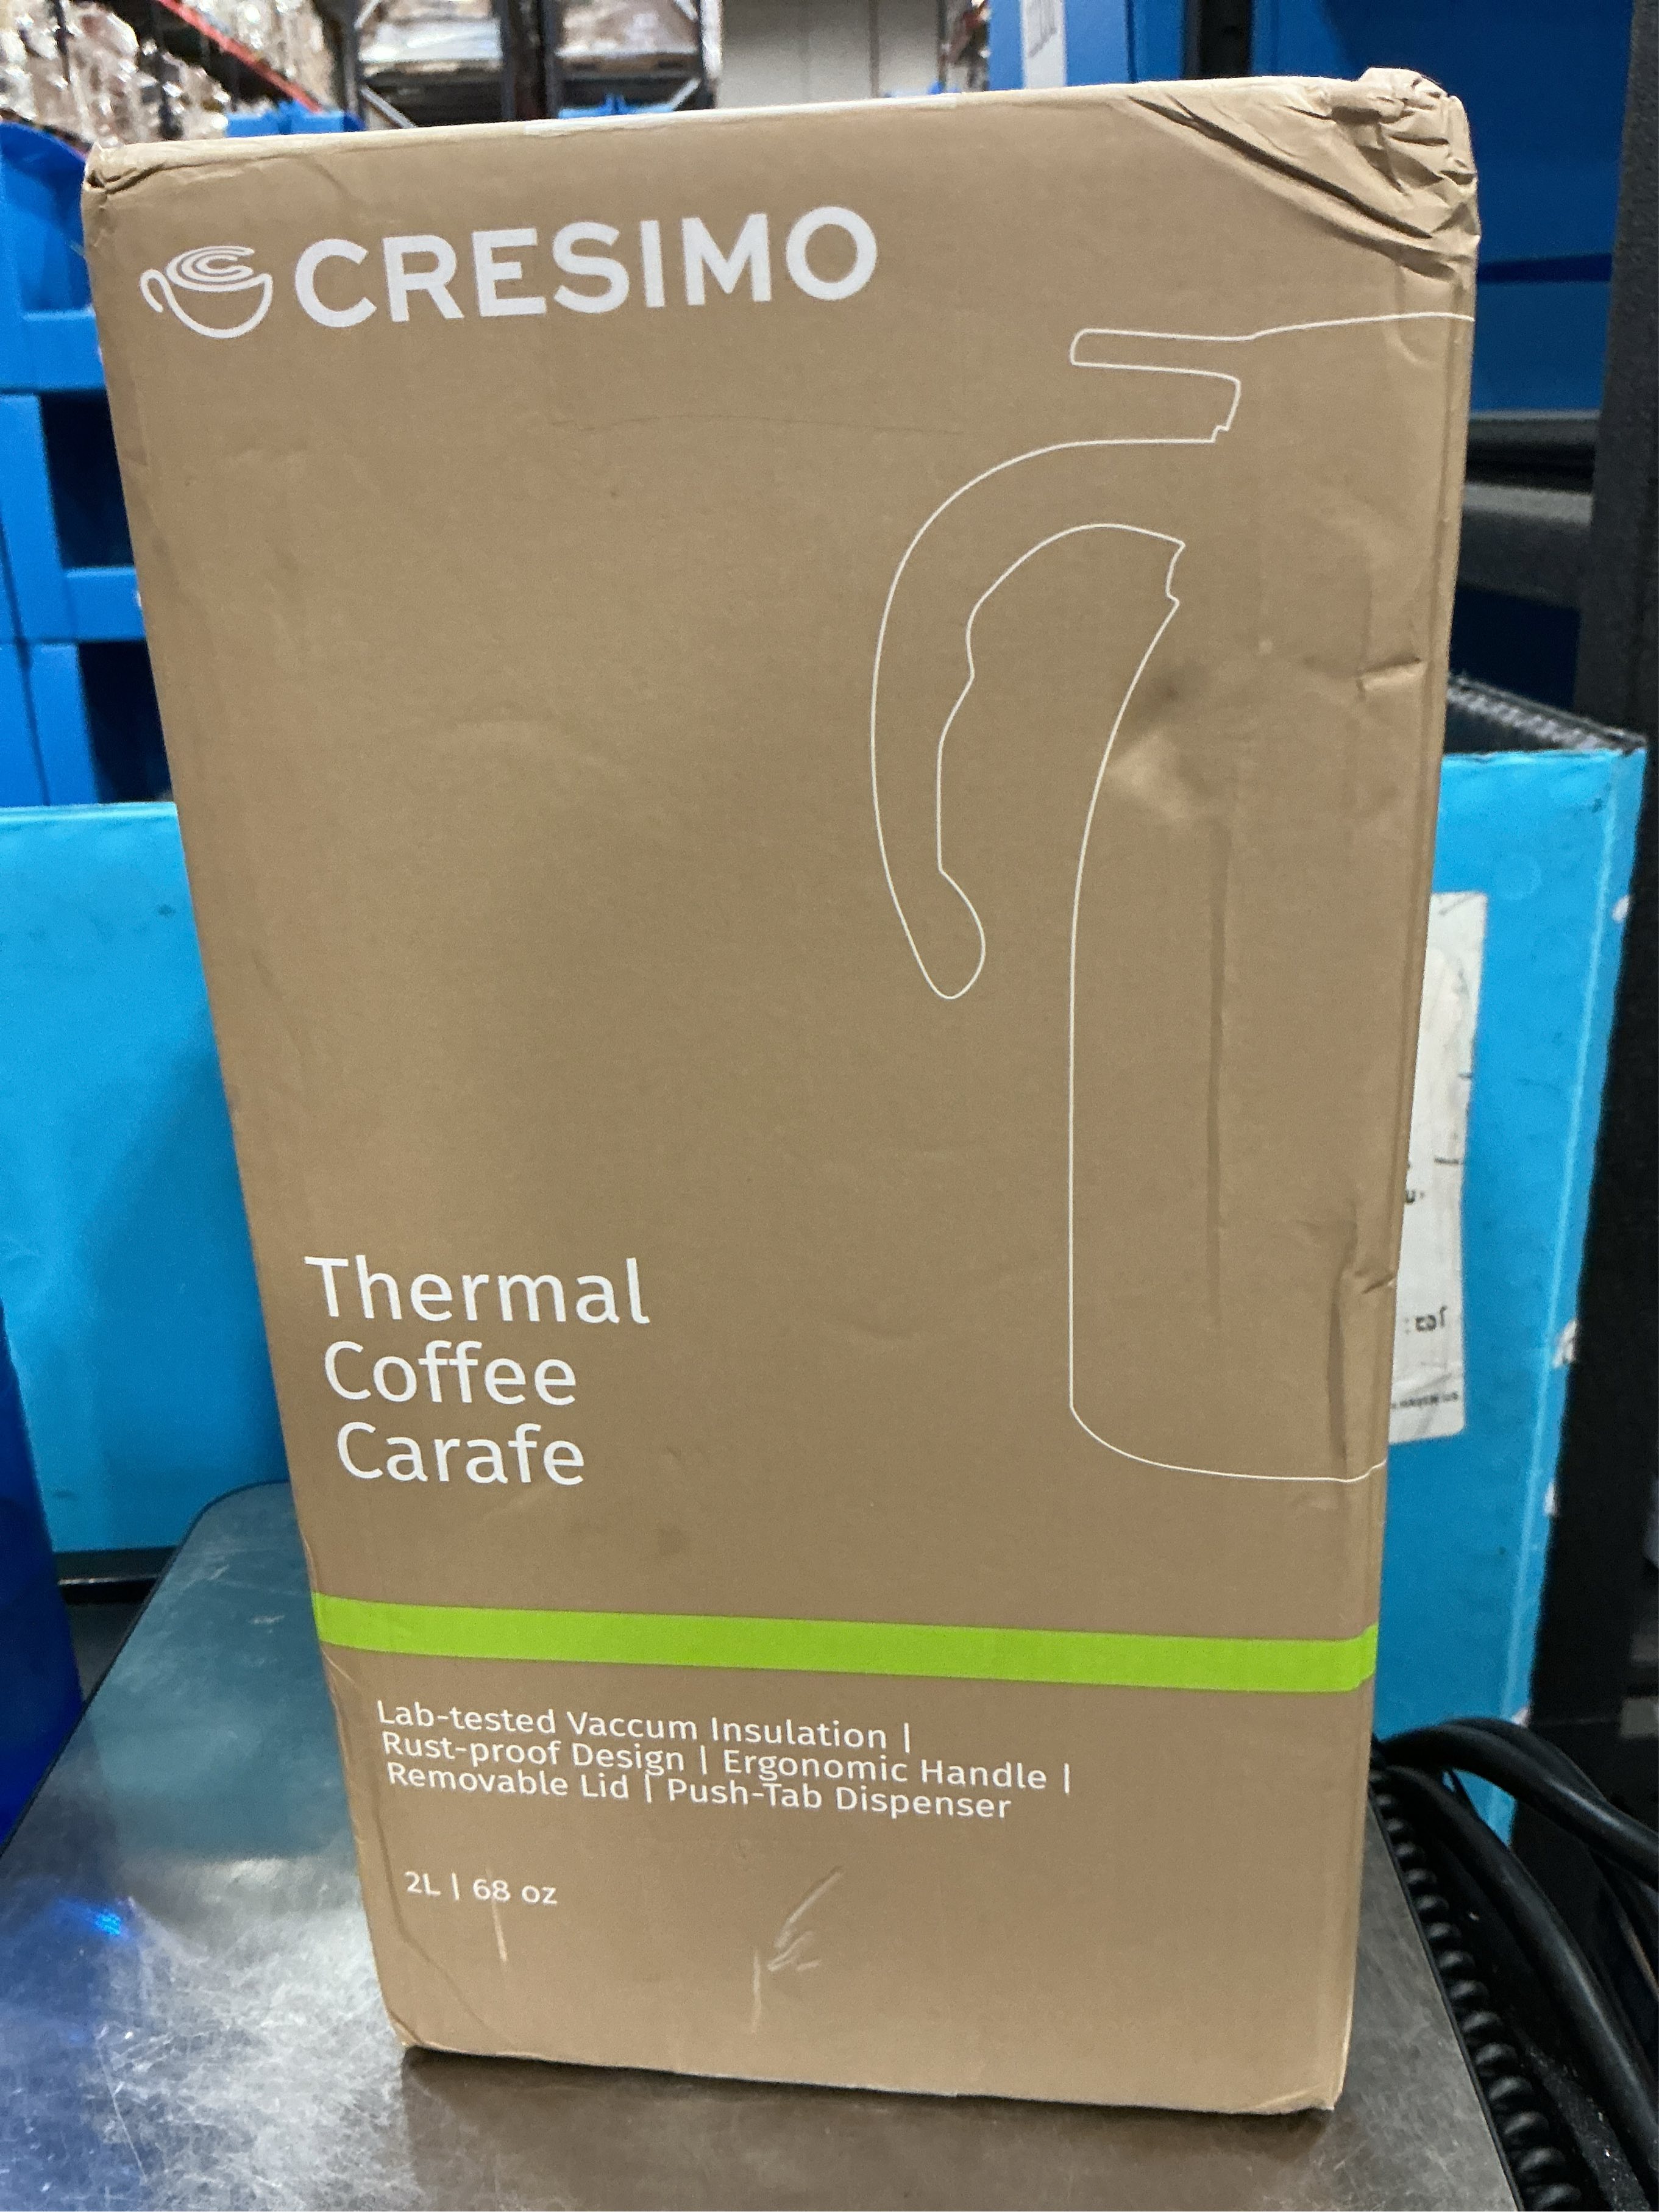 CRESIMO
Thermal
Coffee
Carafe
Lab-tested Vaccum Insulation |
Rust-proof Design | Ergonomic Handle |
Removable Lid | Push-Tab Dispenser
2L | 68 oz